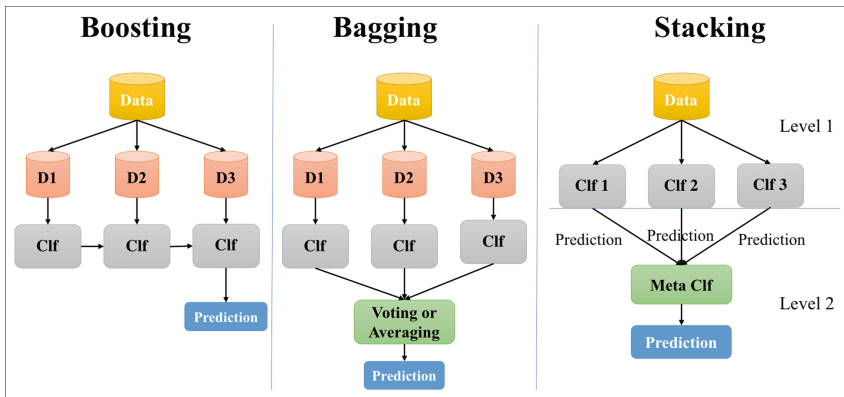 Boosting
Data
D1 D2 D3
Clf Clf Clf
Prediction
Bagging
Data
D1 D2 D3
Clf Clf Clf
Voting or
Averaging
Prediction
Stacking
Data
Level 1
Clf 1 Clf 2 Clf 3
Prediction Prediction Prediction
Meta Clf
Level 2
Prediction